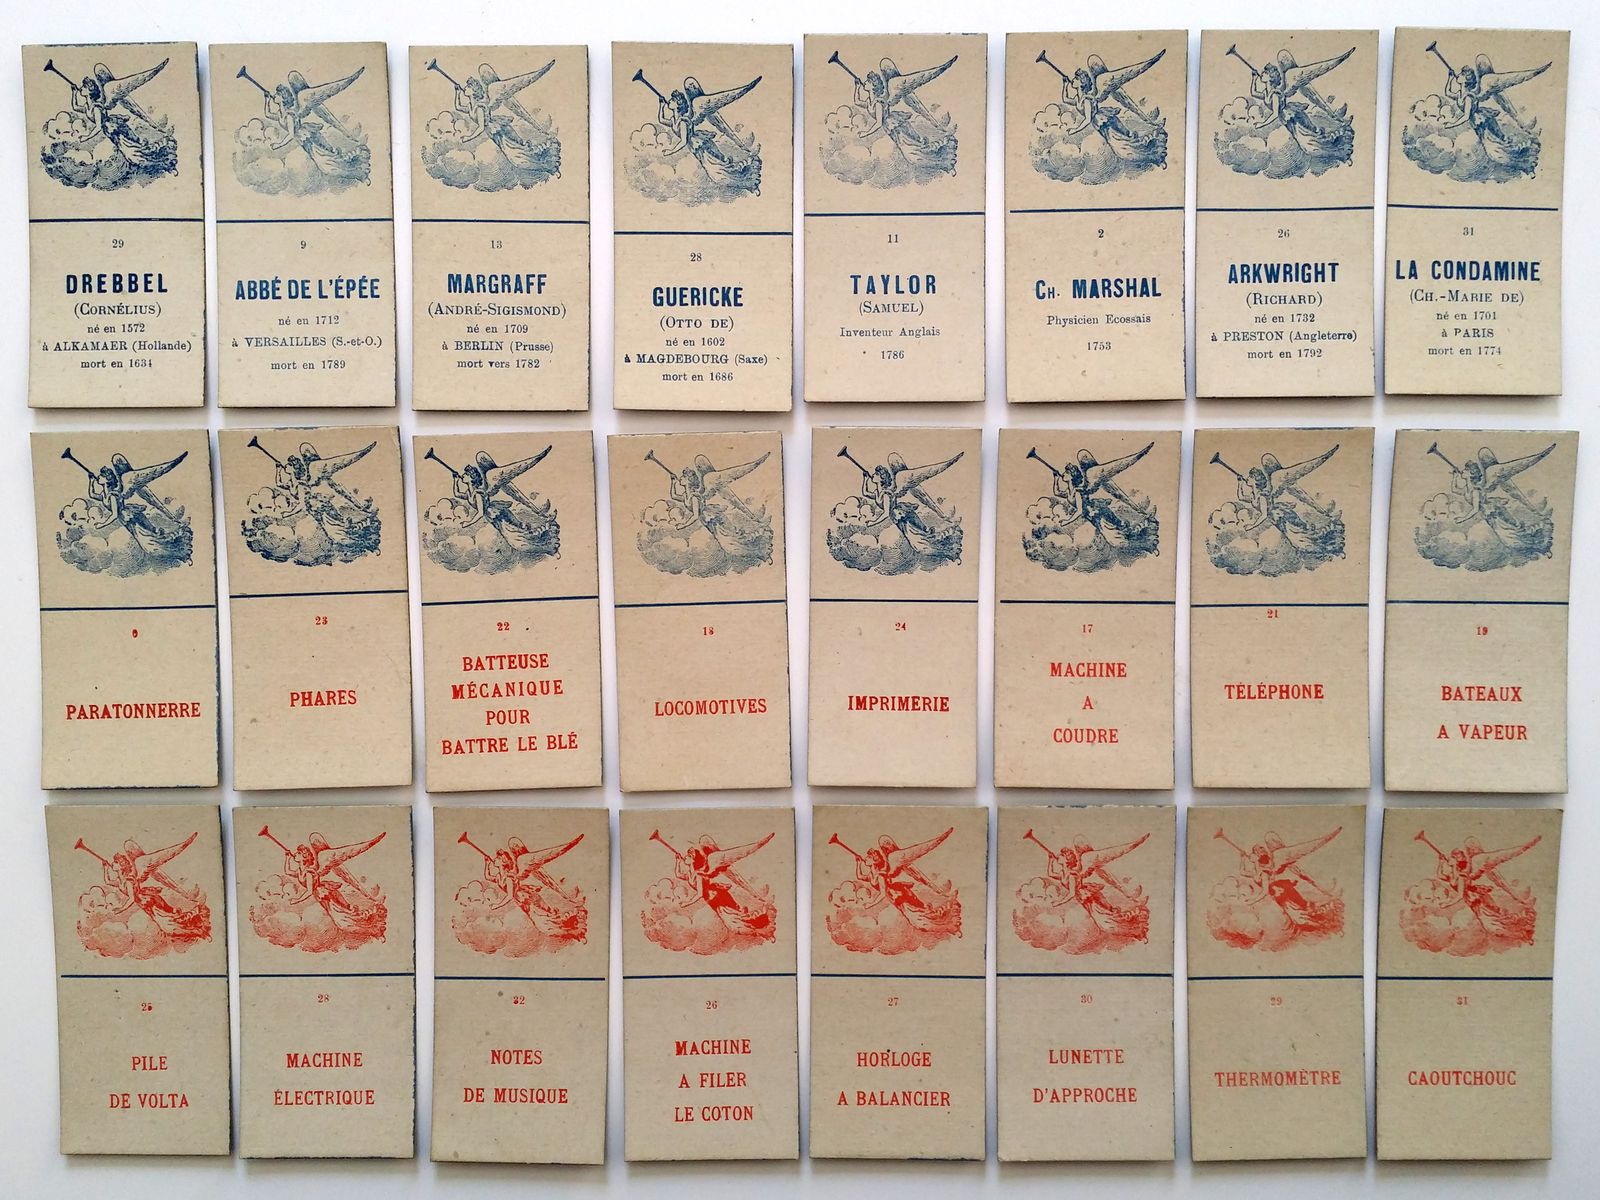 29
DREBBEL
(CORNÉLIUS)
né en 1572
à ALKAMAER (Hollande)
mort en 1634
9
ABBÉ DE L'ÉPÉE
né en 1712
à VERSAILLES (S.-et-O.)
mort en 1789
13
MARGRAFF
(ANDRÉ-SIGISMOND)
né en 1709
à BERLIN (Prusse)
mort vers 1782
28
GUERICKE
(OTTO DE)
né en 1602
à MAGDEBOURG (Saxe)
mort en 1686
11
TAYLOR
(SAMUEL)
Inventeur Anglais
1786
2
CH. MARSHAL
Physicien Ecossais
1753
26
ARKWRIGHT
(RICHARD)
né en 1732
à PRESTON (Angleterre)
mort en 1792
31
LA CONDAMINE
(CH.-MARIE DE)
né en 1701
à PARIS
mort en 1774
PARATONNERRE
23
PHARES
22
BATTEUSE
MÉCANIQUE
POUR
BATTRE LE BLÉ
18
LOCOMOTIVES
24
IMPRIMERIE
17
MACHINE
A
COUDRE
21
TÉLÉPHONE
19
BATEAUX
A VAPEUR
25
PILE
DE VOLTA
28
MACHINE
ÉLECTRIQUE
32
NOTES
DE MUSIQUE
26
MACHINE
A FILER
LE COTON
27
HORLOGE
A BALANCIER
30
LUNETTE
D'APPROCHE
29
THERMOMÈTRE
31
CAOUTCHOUC